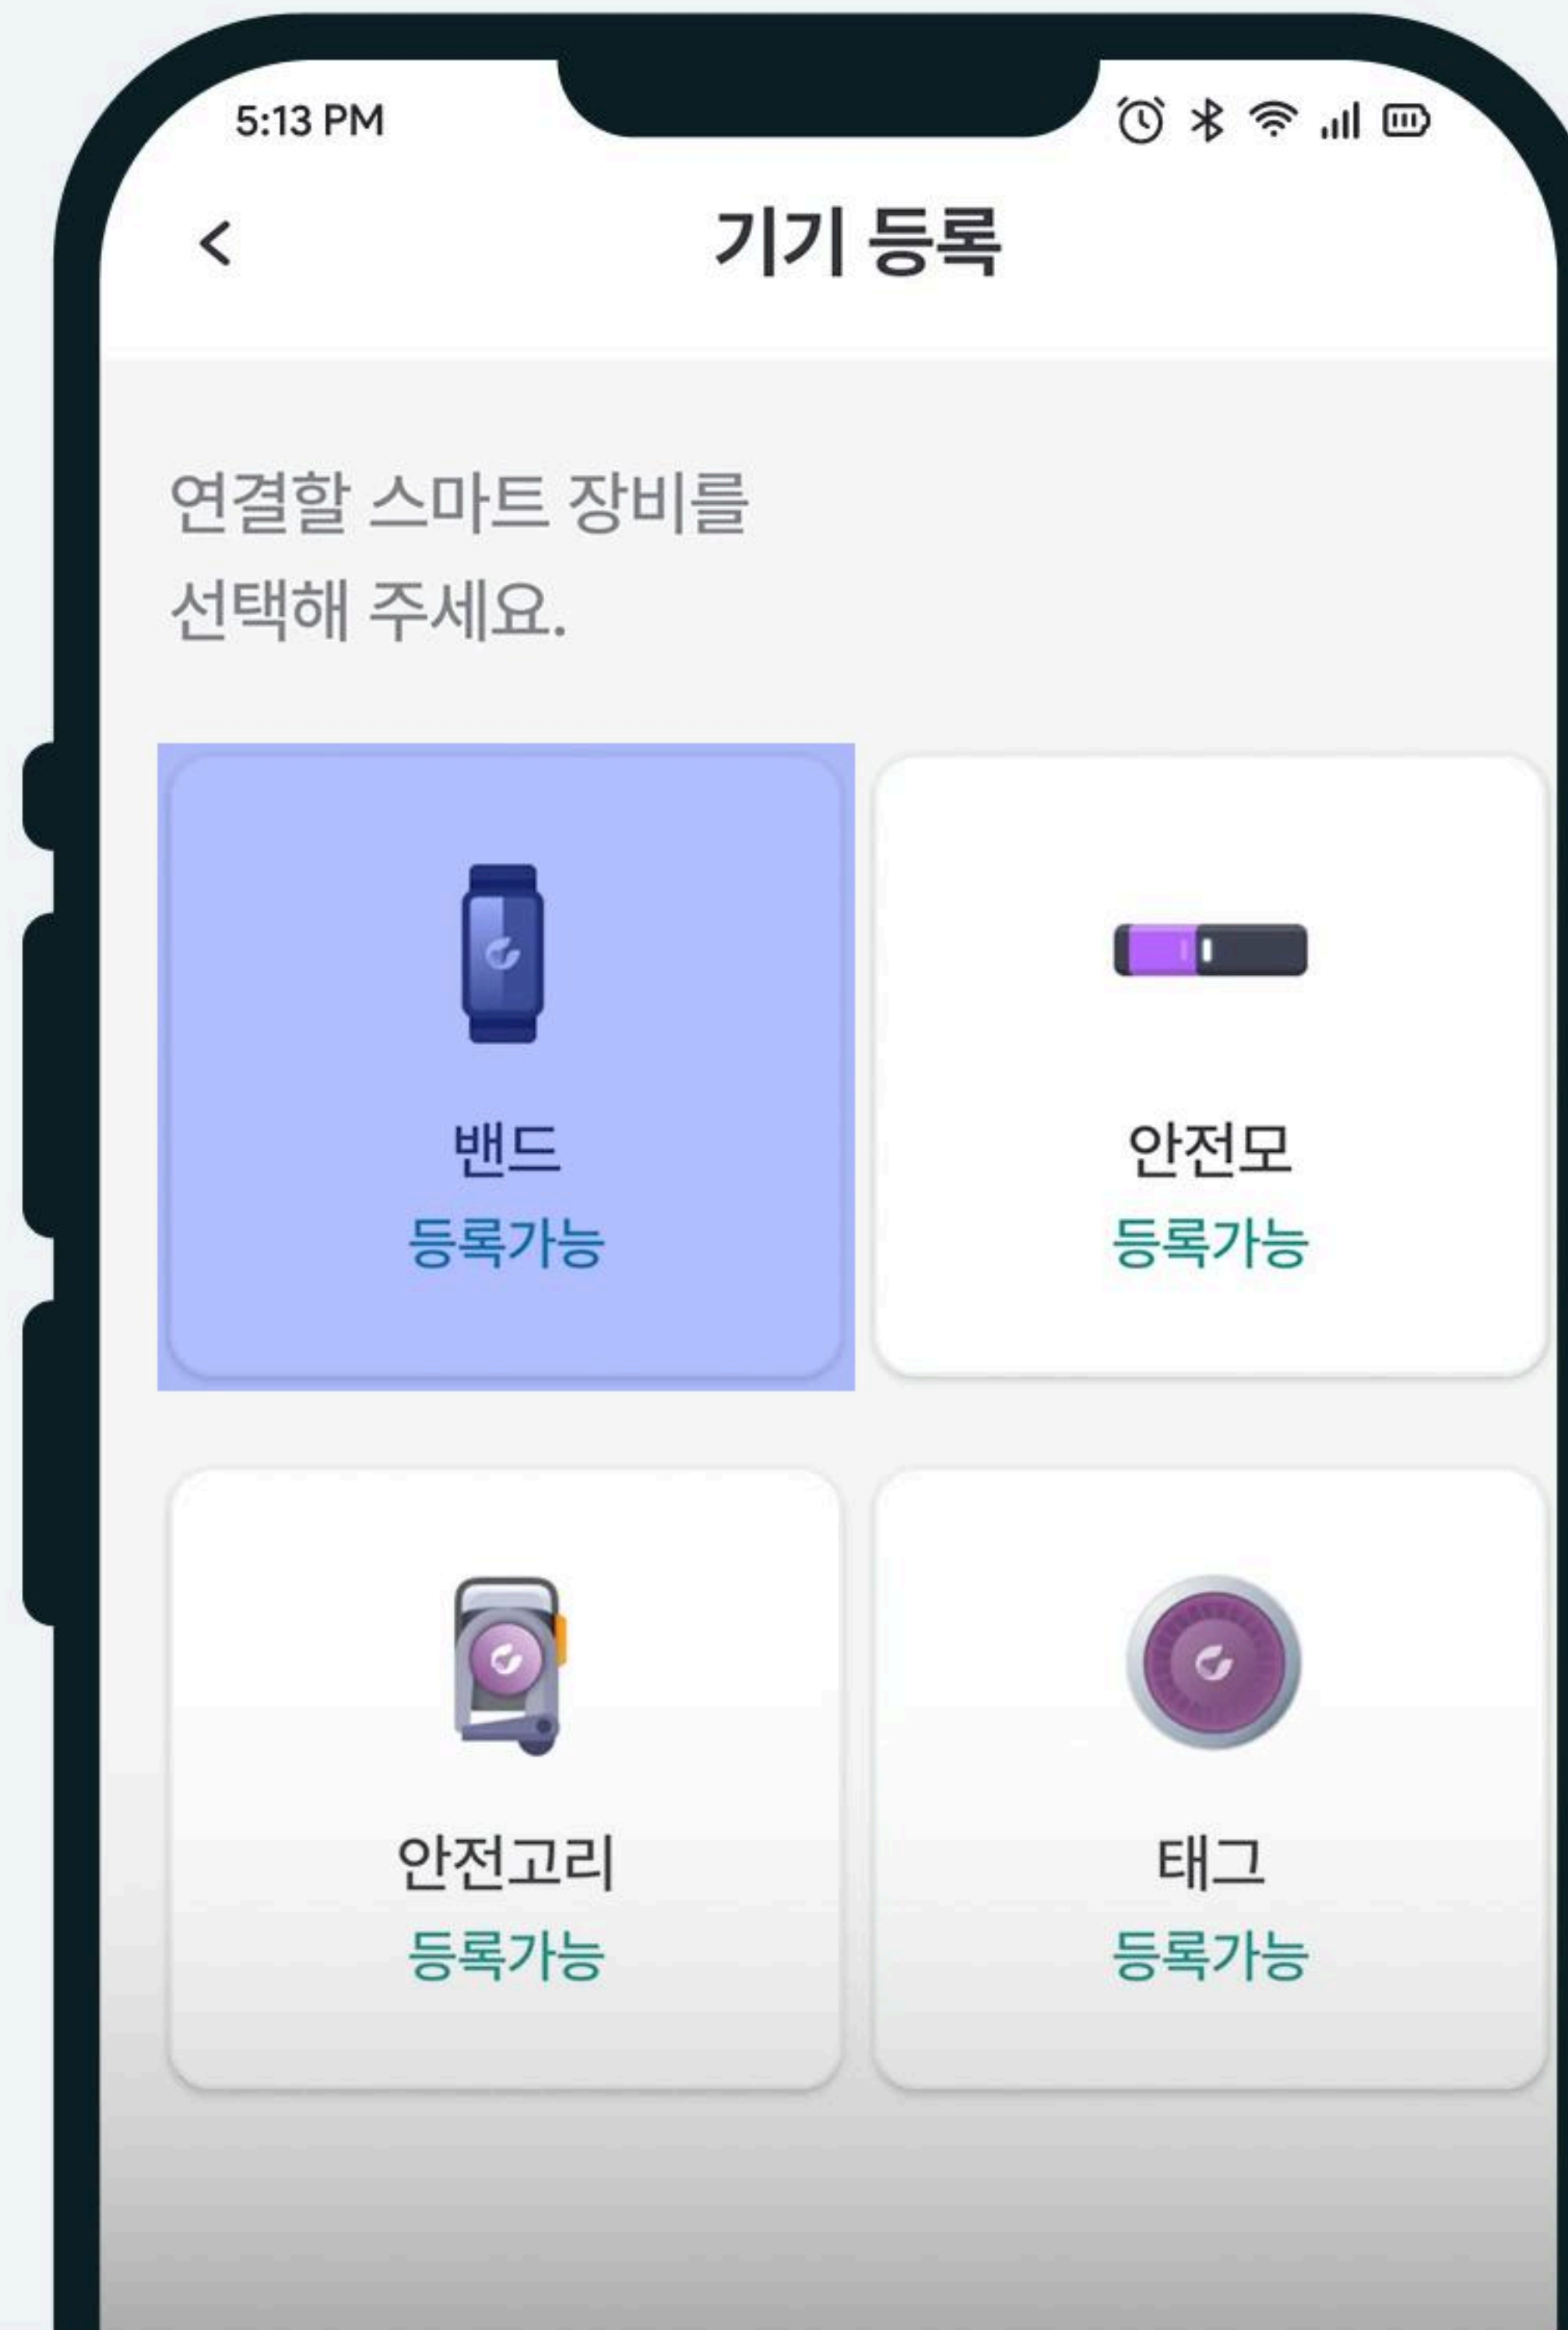 5:13 PM
기기 등록
연결할 스마트 장비를
선택해 주세요.
밴드
등록가능
안전모
등록가능
안전고리
등록가능
태그
등록가능